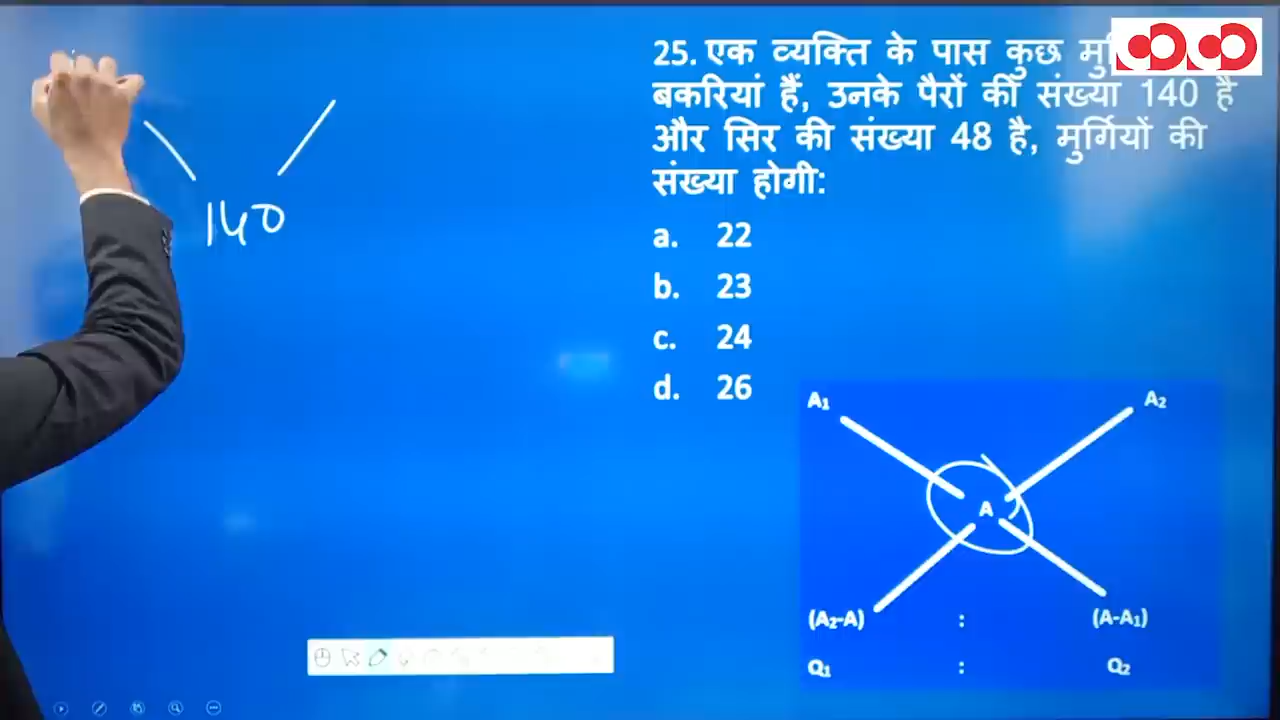 25. एक व्यक्ति के पास कुछ
बकरियां हैं, उनके पैरों की संख्या 140 है
और सिर की संख्या 48 है, मुर्गियों की
संख्या होगी:
a. 22
b. 23
c. 24
d. 26
140
A1 A2
A
(A2-A) : (A-A1)
Q1 : Q2